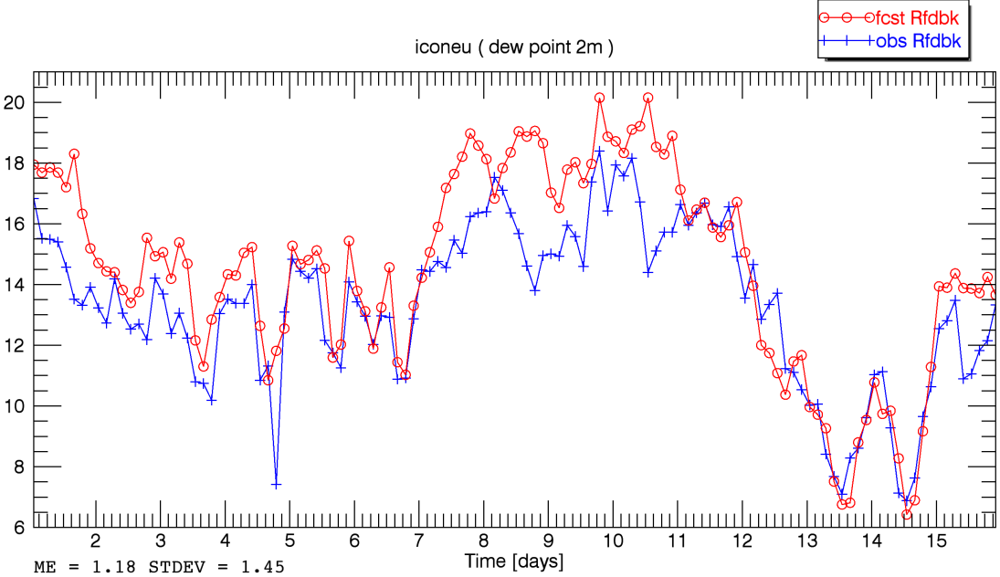 fcst Rfdbk
obs Rfdbk
iconeu ( dew point 2m )
20
18
16
14
12
10
8
6
2 3 4 5 6 7 8 9 10 11 12 13 14 15
Time [days]
ME = 1.18 STDEV = 1.45